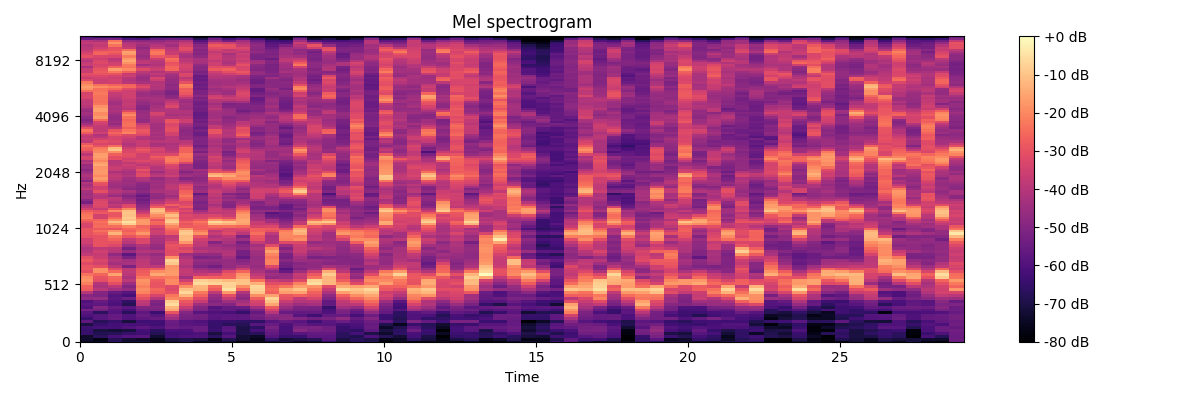 Mel spectrogram
8192
4096
2048
1024
512
0
Hz
0 5 10 15 20 25
Time
+0 dB
-10 dB
-20 dB
-30 dB
-40 dB
-50 dB
-60 dB
-70 dB
-80 dB